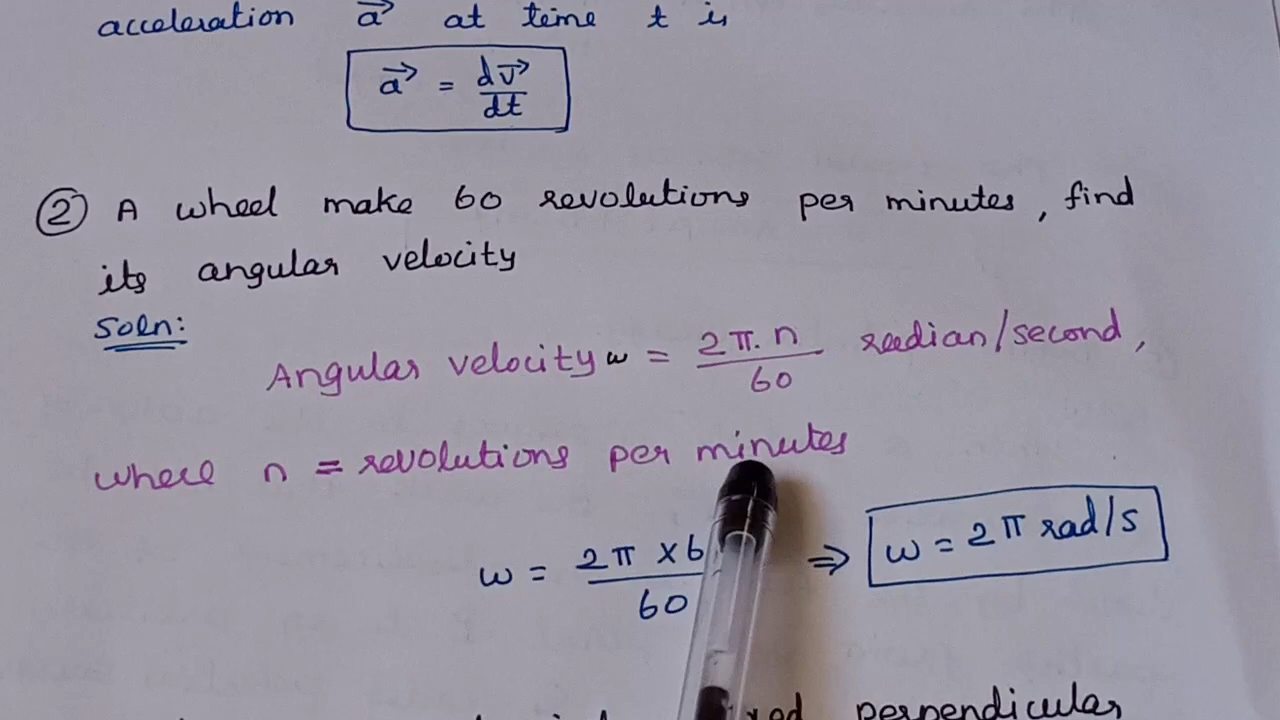 acceleration a⃗ at time t is
a⃗ = dv⃗/dt
② A wheel make 60 revolutions per minutes, find
its angular velocity
Soln:
Angular velocity ω = 2π.n/60 radian/second,
where n = revolutions per minutes
ω = 2π × 6 / 60 ⇒ ω = 2π rad/s
perpendicular